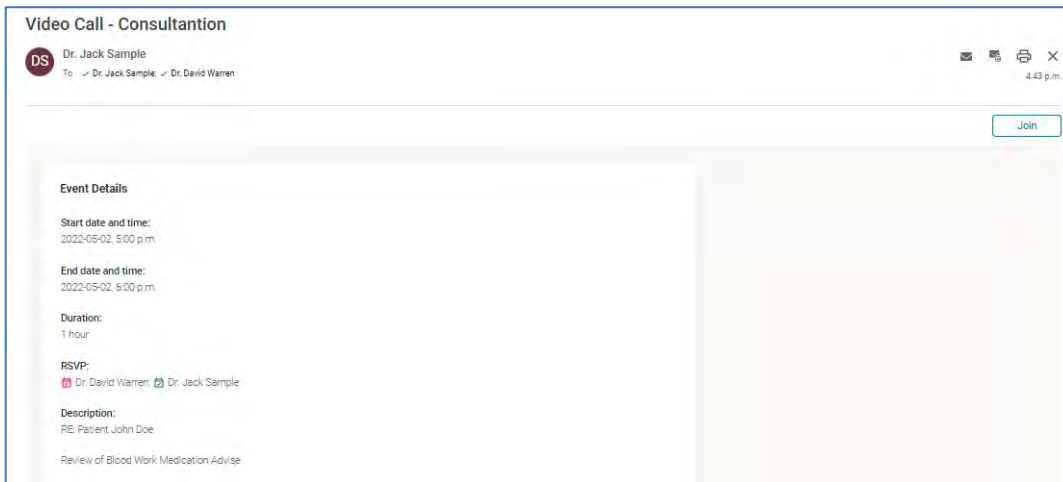 Video Call - Consultantion
DS
Dr. Jack Sample
To ✓ Dr. Jack Sample; ✓ Dr. David Warren
4:43 p.m.
Join
Event Details
Start date and time:
2022-05-02, 5:00 p.m.
End date and time:
2022-05-02, 6:00 p.m.
Duration:
1 hour
RSVP:
Dr. David Warren; Dr. Jack Sample
Description:
RE: Patient John Doe
Review of Blood Work Medication Advise